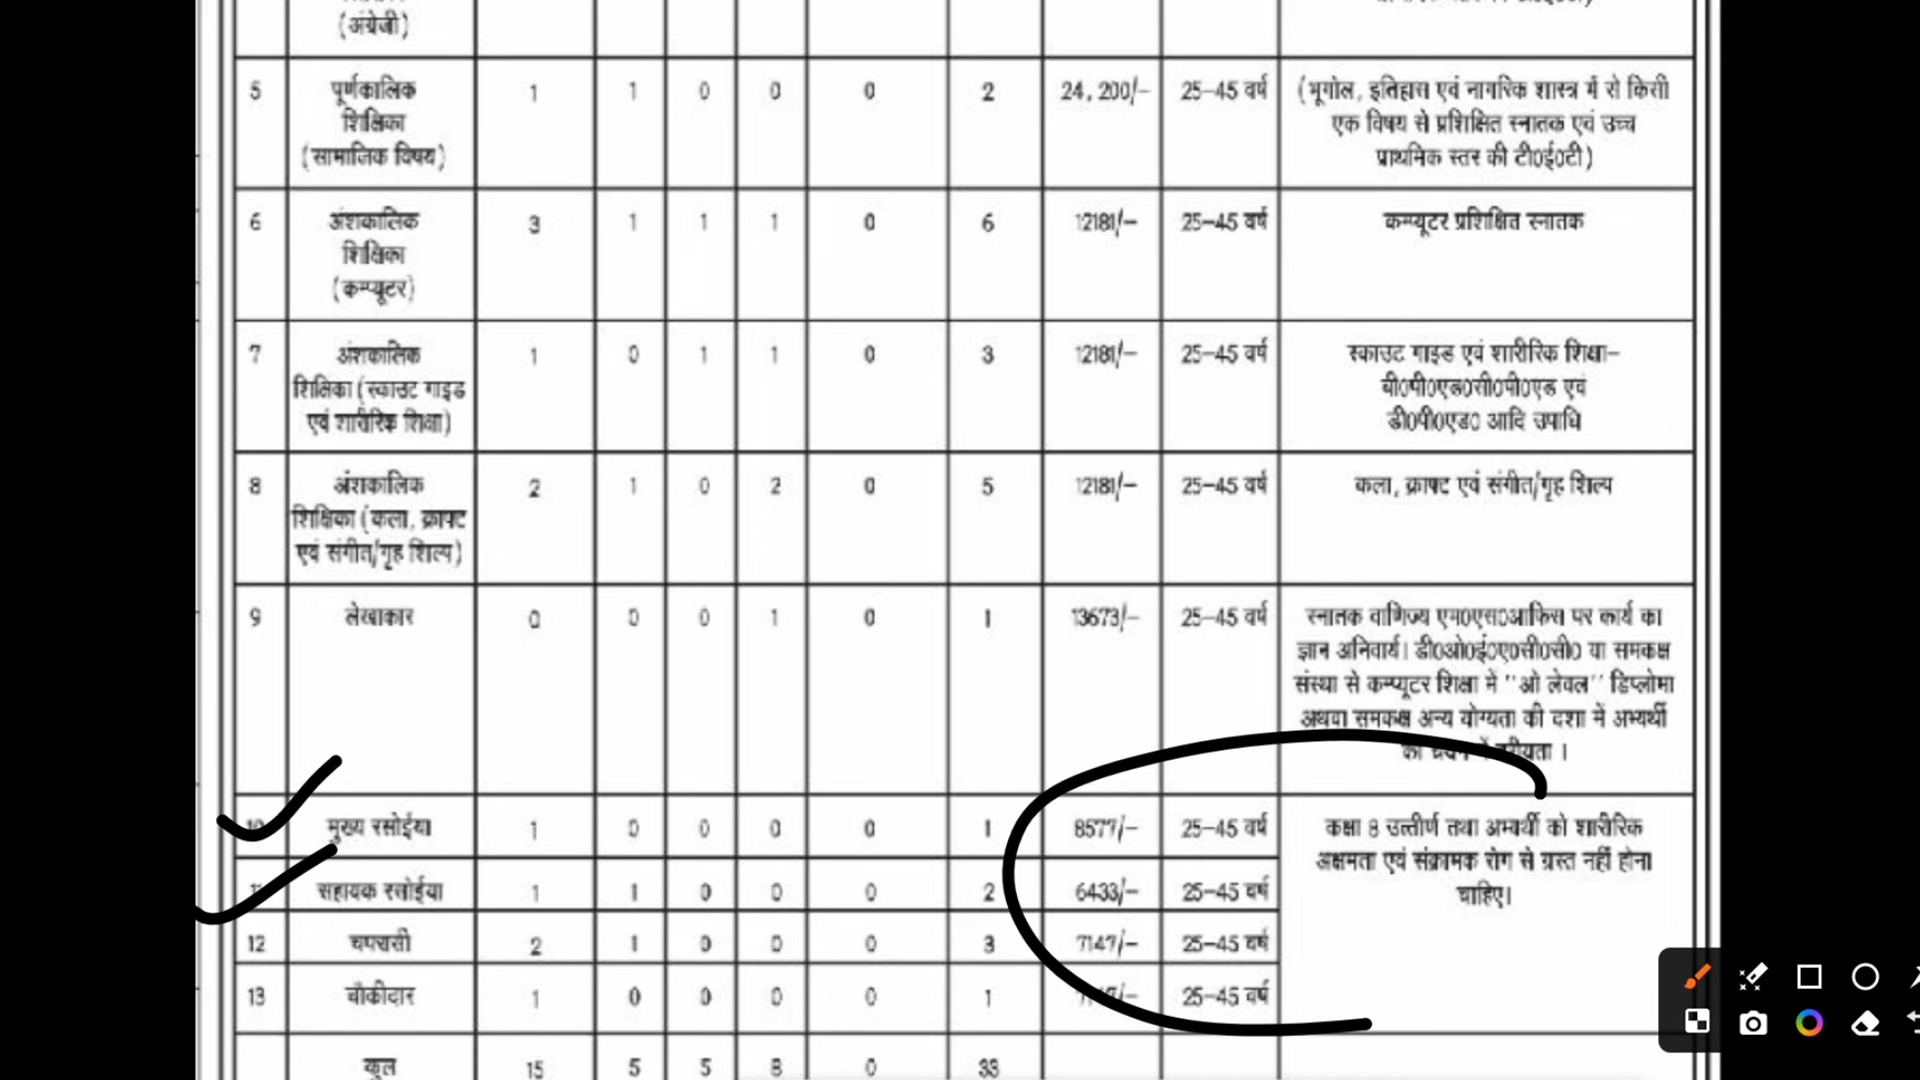 (अंग्रेजी)
5 पूर्णकालिक 1 1 0 0 0 2 24,200/- 25-45 वर्ष (भूगोल, इतिहास एवं नागरिक शास्त्र में से किसी
शिक्षिका एक विषय से प्रशिक्षित स्नातक एवं उच्च
(सामाजिक विषय) प्राथमिक स्तर की टी0ई0टी)
6 अंशकालिक 3 1 1 1 0 6 12181/- 25-45 वर्ष कम्प्यूटर प्रशिक्षित स्नातक
शिक्षिका
(कम्प्यूटर)
7 अंशकालिक 1 0 1 1 0 3 12181/- 25-45 वर्ष स्काउट गाइड एवं शारीरिक शिक्षा-
शिक्षिका (स्काउट गाइड बी0पी0एड0सी0पी0एड एवं
एवं शारीरिक शिक्षा) डी0पी0एड0 आदि उपाधि
8 अंशकालिक 2 1 0 2 0 5 12181/- 25-45 वर्ष कला, क्राफ्ट एवं संगीत/गृह शिल्प
शिक्षिका (कला, क्राफ्ट
एवं संगीत/गृह शिल्प)
9 लेखाकार 0 0 0 1 0 1 13673/- 25-45 वर्ष स्नातक वाणिज्य एम0एस0आफिस पर कार्य का
ज्ञान अनिवार्य। डी0ओ0ई0ए0सी0सी0 या समकक्ष
संस्था से कम्प्यूटर शिक्षा में "ओ लेवल" डिप्लोमा
अथवा समकक्ष अन्य योग्यता की दशा में अभ्यर्थी
मुख्य रसोईया 1 0 0 0 0 1 8577/- 25-45 वर्ष कक्षा 8 उत्तीर्ण तथा अभ्यर्थी को शारीरिक
अक्षमता एवं संक्रामक रोग से ग्रस्त नहीं होना
सहायक रसोईया 1 1 0 0 0 2 6433/- 25-45 वर्ष चाहिए।
12 चपरासी 2 1 0 0 0 3 7147/- 25-45 वर्ष
13 चौकीदार 1 0 0 0 0 1 25-45 वर्ष
कुल 15 5 5 8 0 33